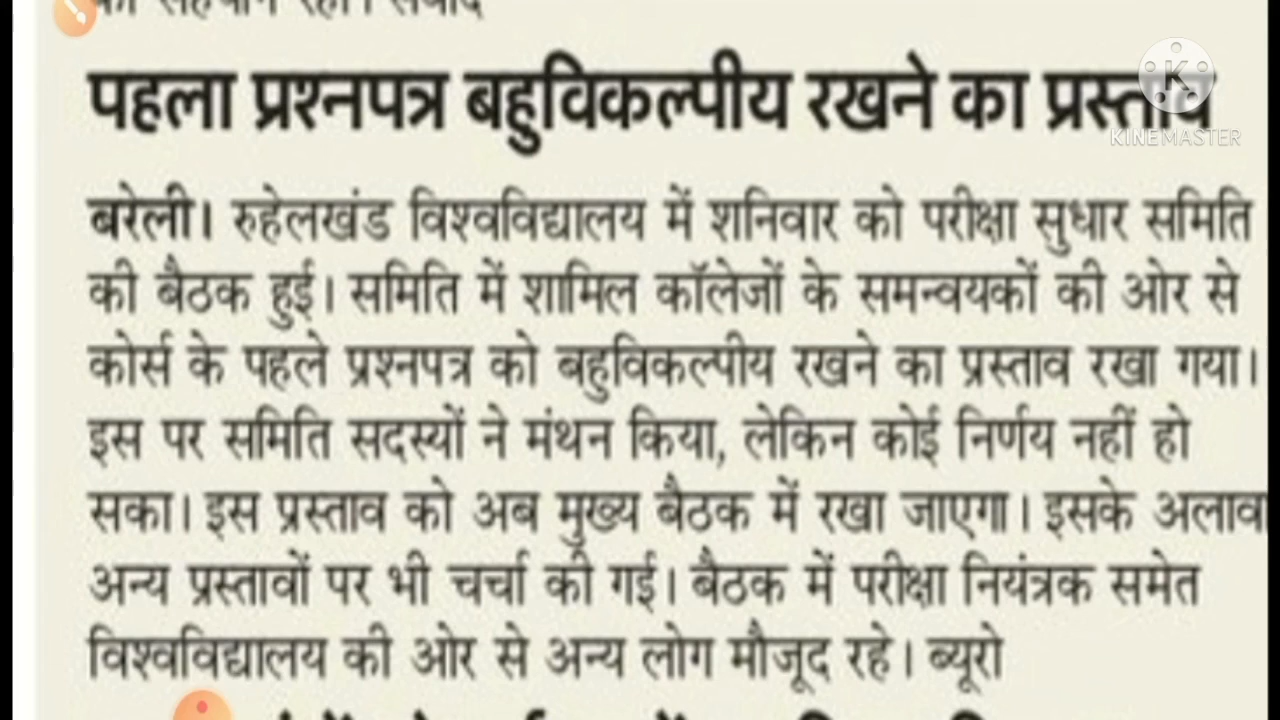 पहला प्रश्नपत्र बहुविकल्पीय रखने का प्रस्ताव
KINEMASTER
बरेली। रुहेलखंड विश्वविद्यालय में शनिवार को परीक्षा सुधार समिति
की बैठक हुई। समिति में शामिल कॉलेजों के समन्वयकों की ओर से
कोर्स के पहले प्रश्नपत्र को बहुविकल्पीय रखने का प्रस्ताव रखा गया।
इस पर समिति सदस्यों ने मंथन किया, लेकिन कोई निर्णय नहीं हो
सका। इस प्रस्ताव को अब मुख्य बैठक में रखा जाएगा। इसके अलावा
अन्य प्रस्तावों पर भी चर्चा की गई। बैठक में परीक्षा नियंत्रक समेत
विश्वविद्यालय की ओर से अन्य लोग मौजूद रहे। ब्यूरो